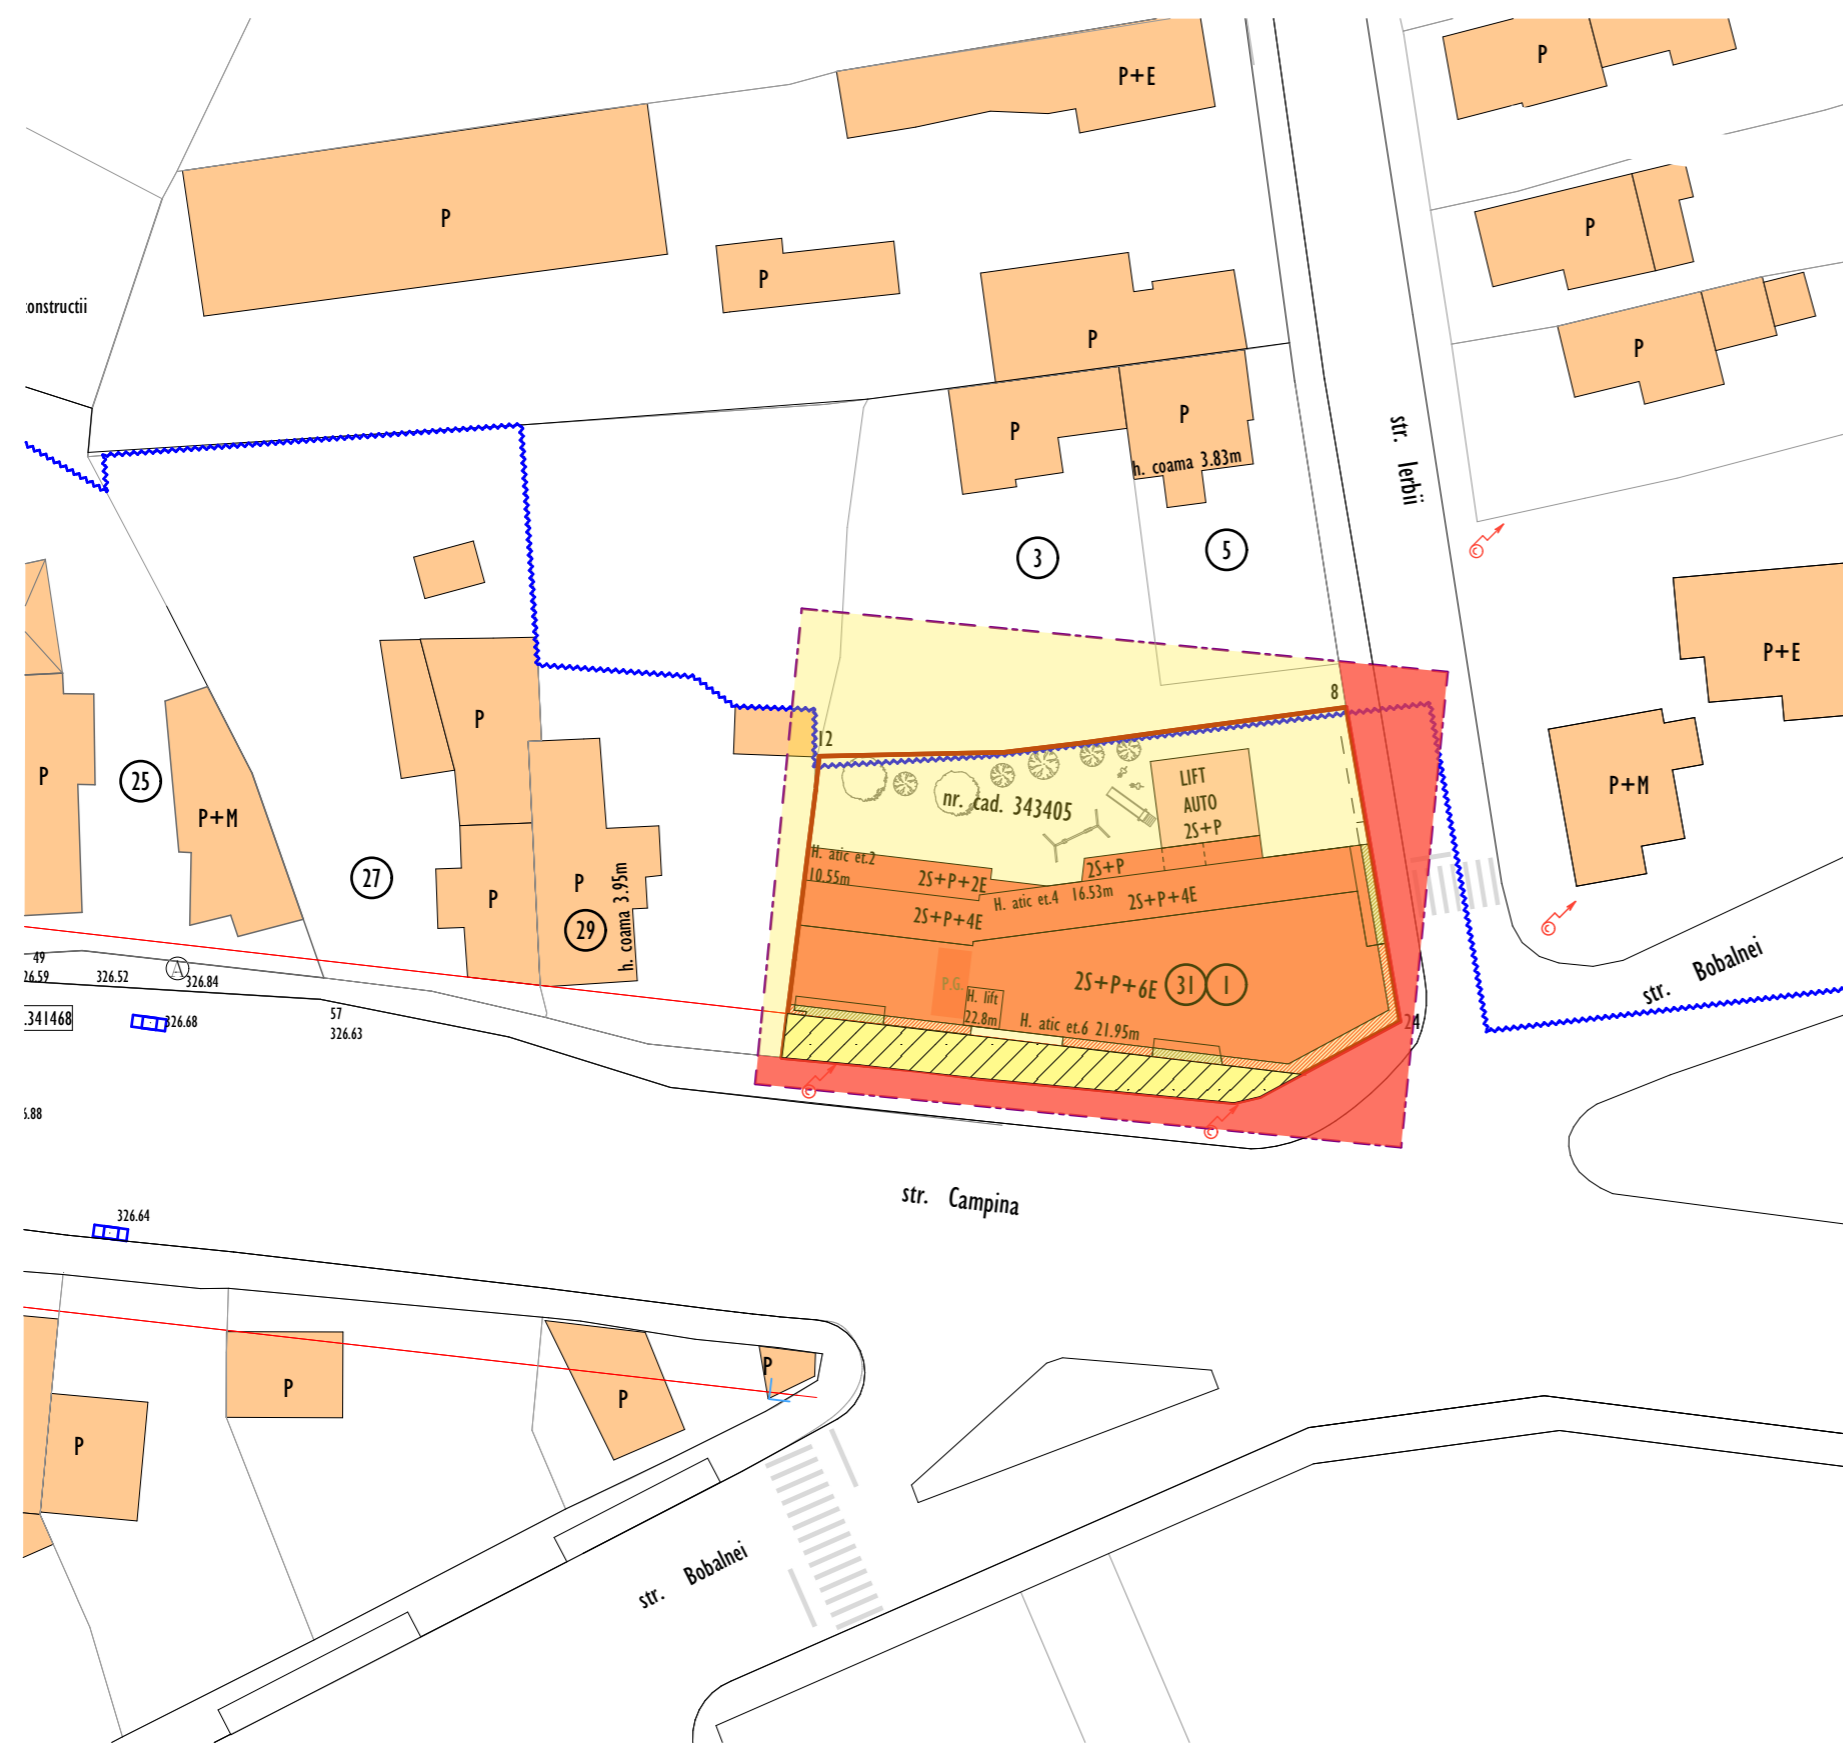 P+E
P
P
P
P
onstructii
P
P
P
P
P
h. coama 3.83m
str. Ierbii
3
5
P+E
8
12
P
P
25
P+M
P+M
LIFT
AUTO
2S+P
nr. cad. 343405
H. atic et.2
10.55m
2S+P+2E
2S+P
H. atic et.4 16.53m
2S+P+4E
2S+P+4E
27
P
P
29
h. coama 3.95m
49
26.59
326.52
A
326.84
P.G.
2S+P+6E
31
1
H. lift
22.8m
H. atic et.6 21.95m
24
str. Bobalnei
.341468
326.68
57
326.63
.88
str. Campina
326.64
P
P
P
P
str. Bobalnei